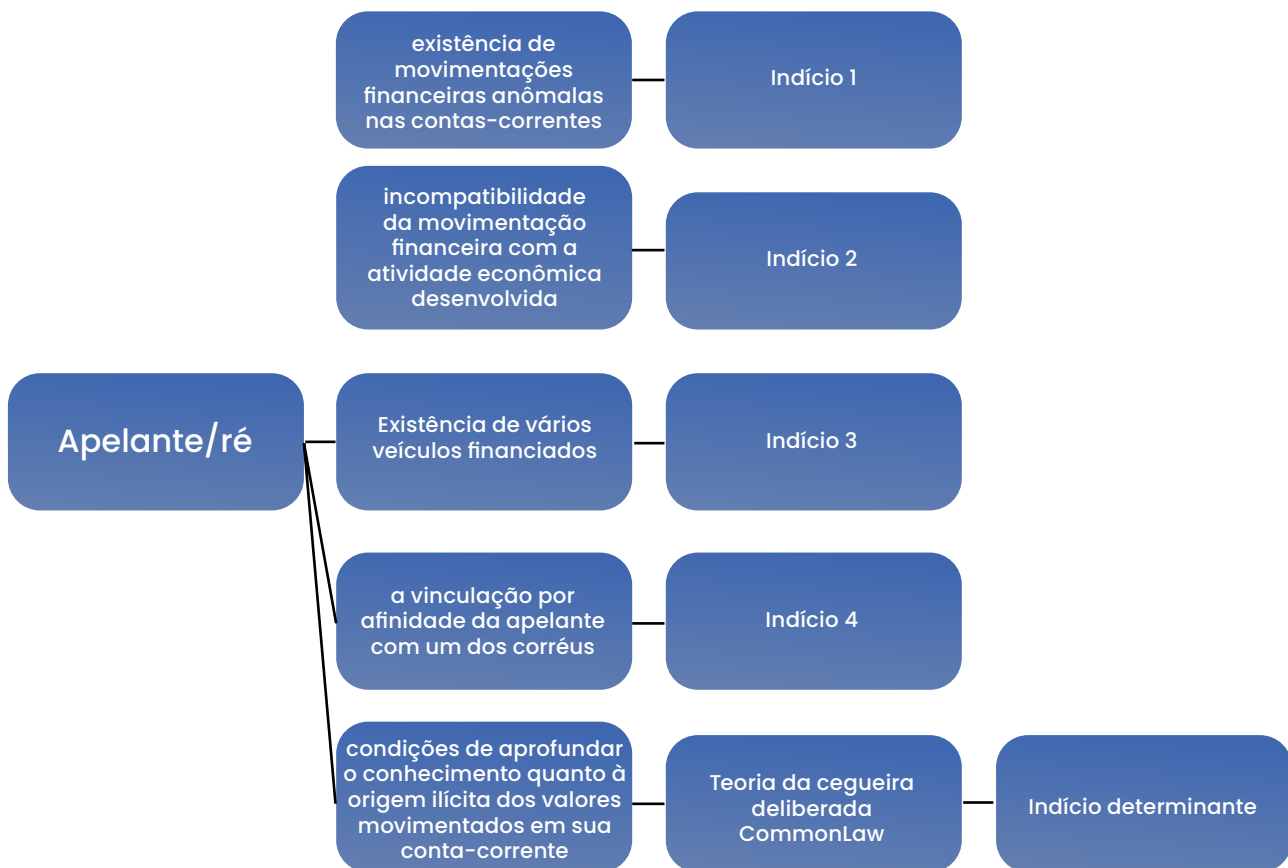 existência de
movimentações
financeiras anômalas
nas contas-correntes
Indício 1
incompatibilidade
da movimentação
financeira com a
atividade econômica
desenvolvida
Indício 2
Apelante/ré
Existência de vários
veículos financiados
Indício 3
a vinculação por
afinidade da apelante
com um dos corréus
Indício 4
condições de aprofundar
o conhecimento quanto à
origem ilícita dos valores
movimentados em sua
conta-corrente
Teoria da cegueira
deliberada
CommonLaw
Indício determinante